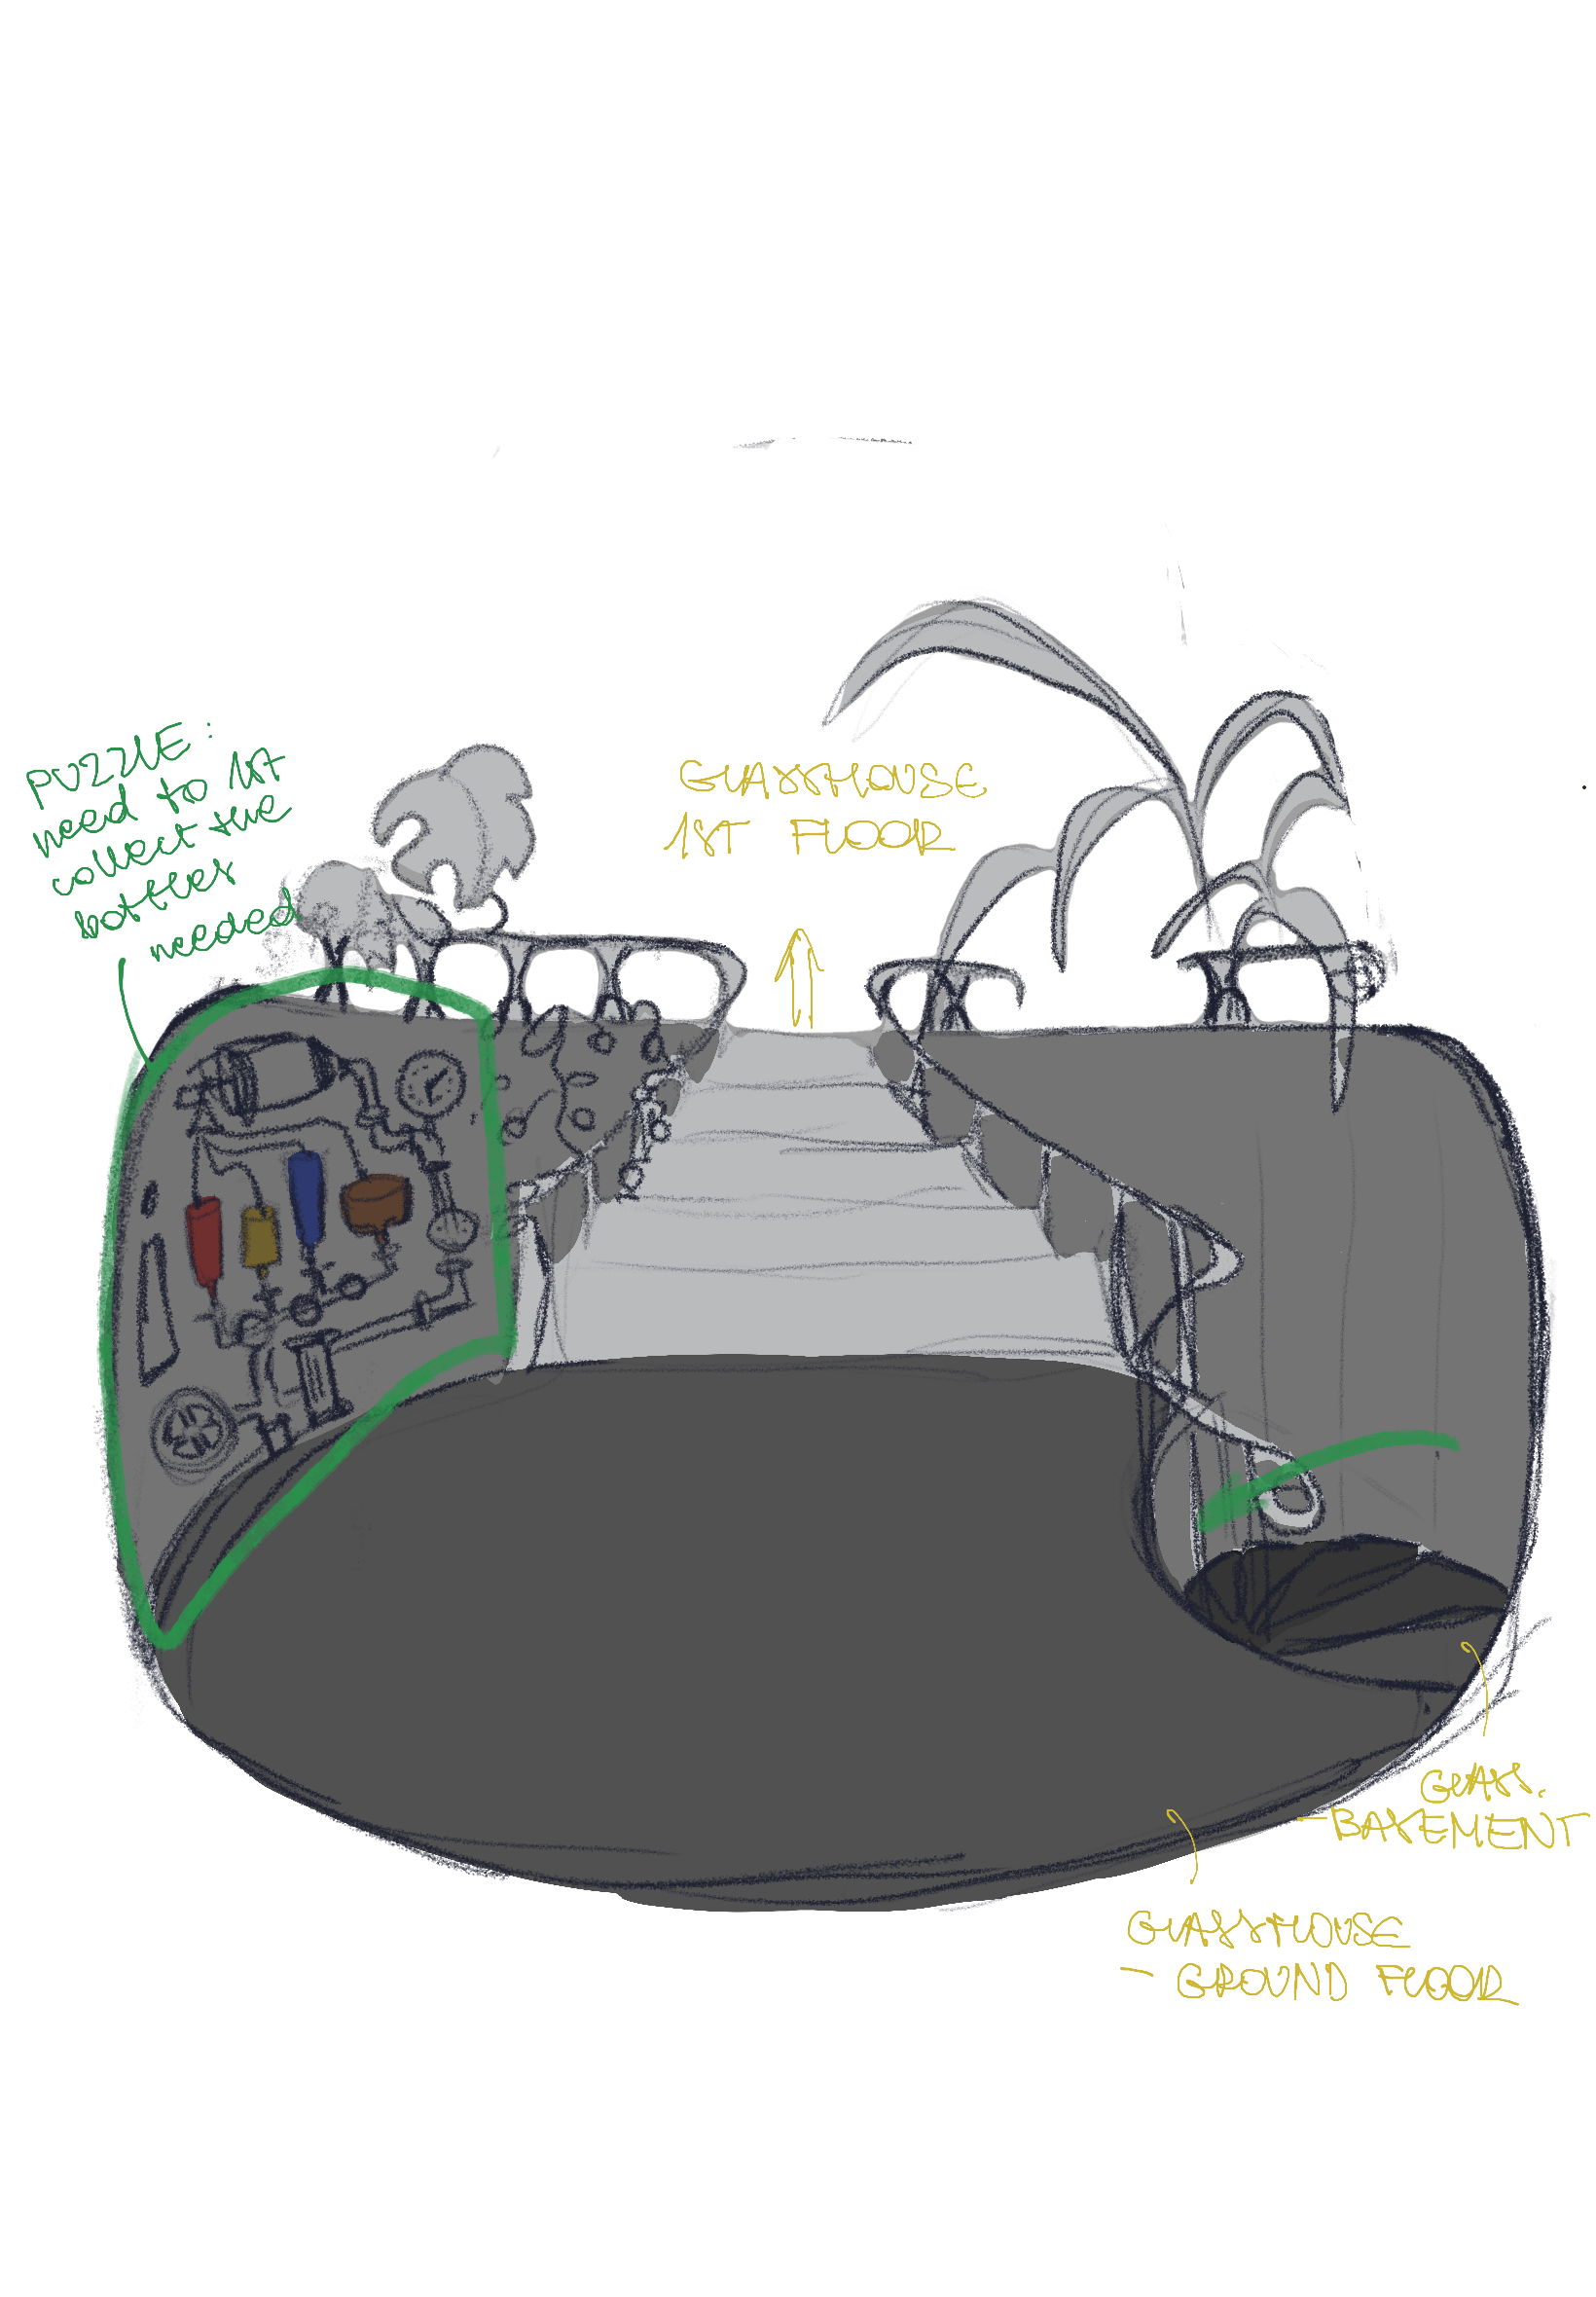 PUZZLE:
need to 1st
collect the
bottles
needed
GLASSHOUSE
1ST FLOOR
GLASS.
- BASEMENT
GLASSHOUSE
- GROUND FLOOR